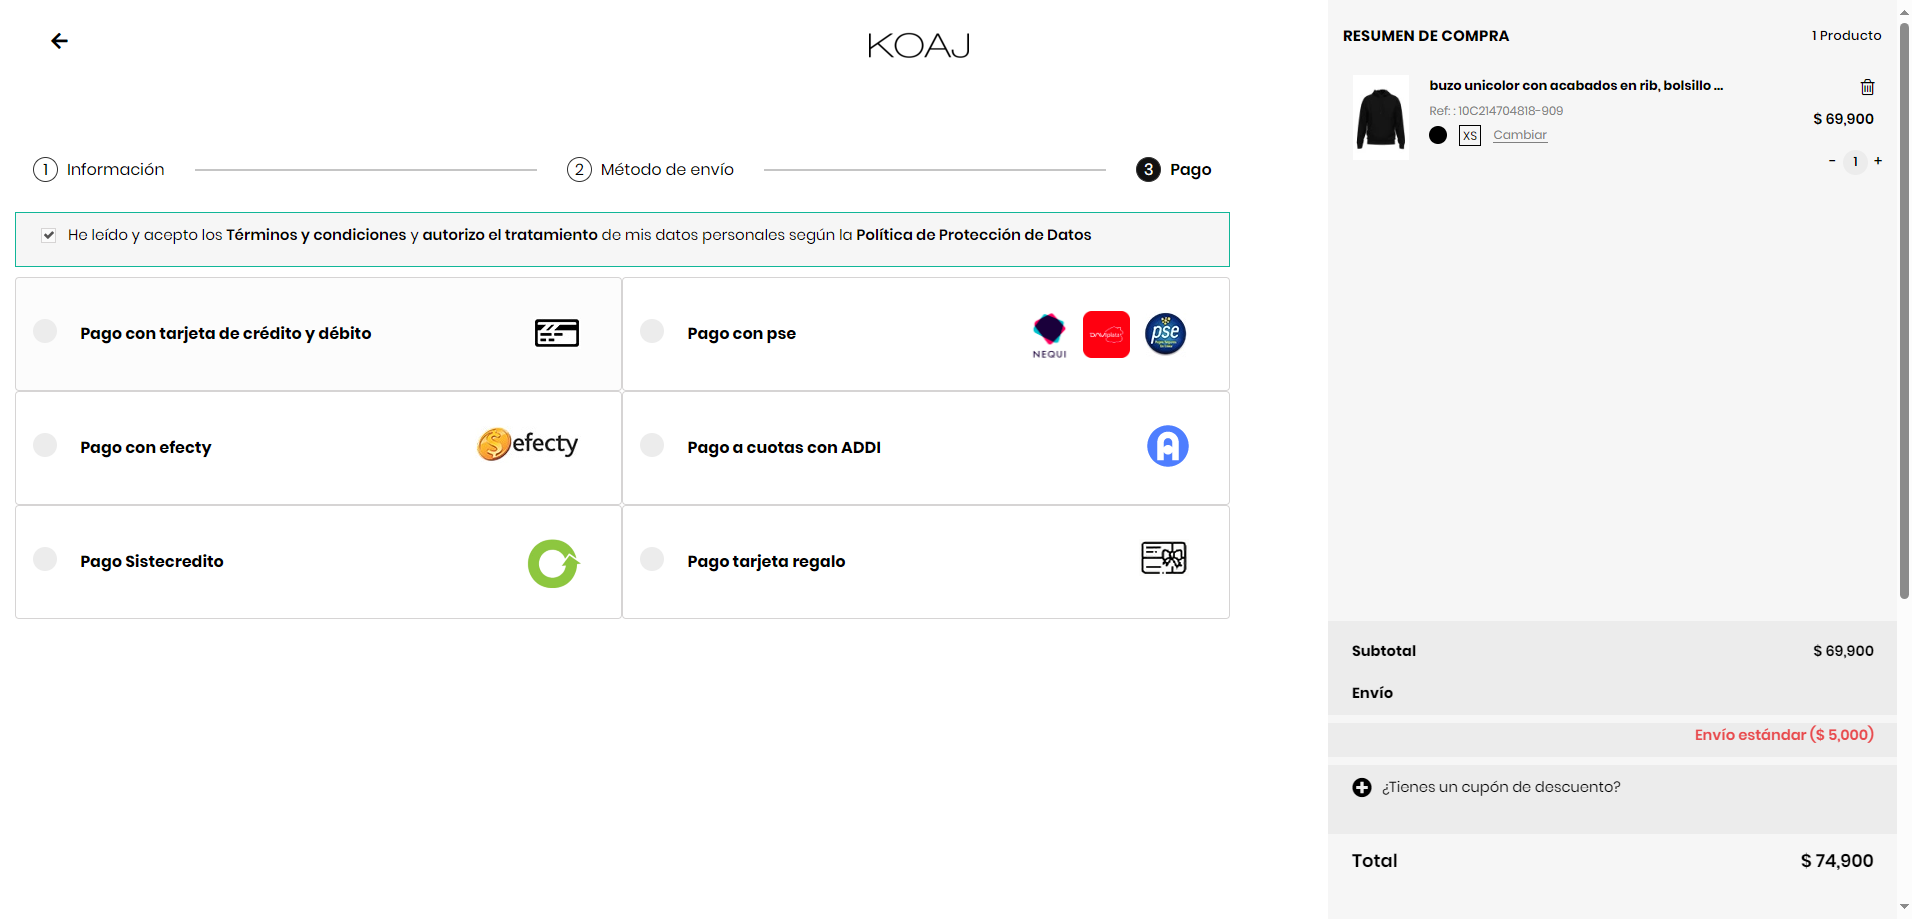 KOAJ
1 Información
2 Método de envío
3 Pago
He leído y acepto los Términos y condiciones y autorizo el tratamiento de mis datos personales según la Política de Protección de Datos
Pago con tarjeta de crédito y débito
Pago con pse
NEQUI
DAVIplata
pse
Pago con efecty
efecty
Pago a cuotas con ADDI
A
Pago Sistecredito
Pago tarjeta regalo
RESUMEN DE COMPRA
1 Producto
buzo unicolor con acabados en rib, bolsillo ...
Ref: : 10C214704818-909
$ 69,900
XS Cambiar
- 1 +
Subtotal
$ 69,900
Envío
Envío estándar ($ 5,000)
¿Tienes un cupón de descuento?
Total
$ 74,900